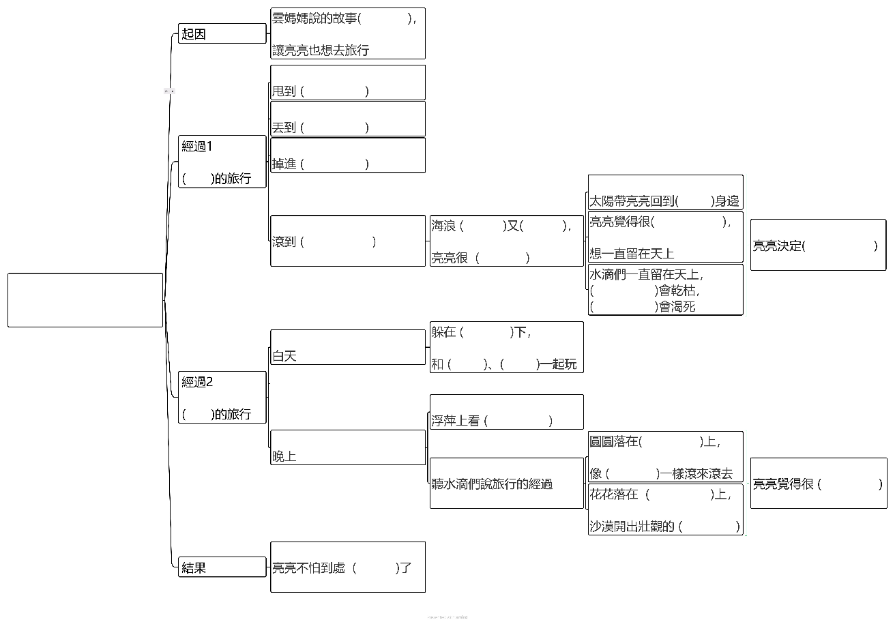 起因
雲媽媽說的故事(　　　　),
讓亮亮也想去旅行
經過1
(　　)的旅行
甩到 (　　　　　)
丟到 (　　　　　)
掉進 (　　　　　)
滾到 (　　　　　)
海浪 (　　　)又(　　　),
亮亮很 (　　　　)
太陽帶亮亮回到(　　　)身邊
亮亮覺得很(　　　　　),
想一直留在天上
水滴們一直留在天上,
(　　　　　)會乾枯,
(　　　　　)會渴死
亮亮決定(　　　　　)
經過2
(　　)的旅行
白天
躲在 (　　　　)下,
和 (　　　)、(　　　)一起玩
晚上
浮萍上看 (　　　　　)
聽水滴們說旅行的經過
圓圓落在(　　　　　)上,
像 (　　　　)一樣滾來滾去
花花落在 (　　　　　)上,
沙漠開出壯觀的 (　　　　　)
亮亮覺得很 (　　　　　)
結果
亮亮不怕到處 (　　　)了